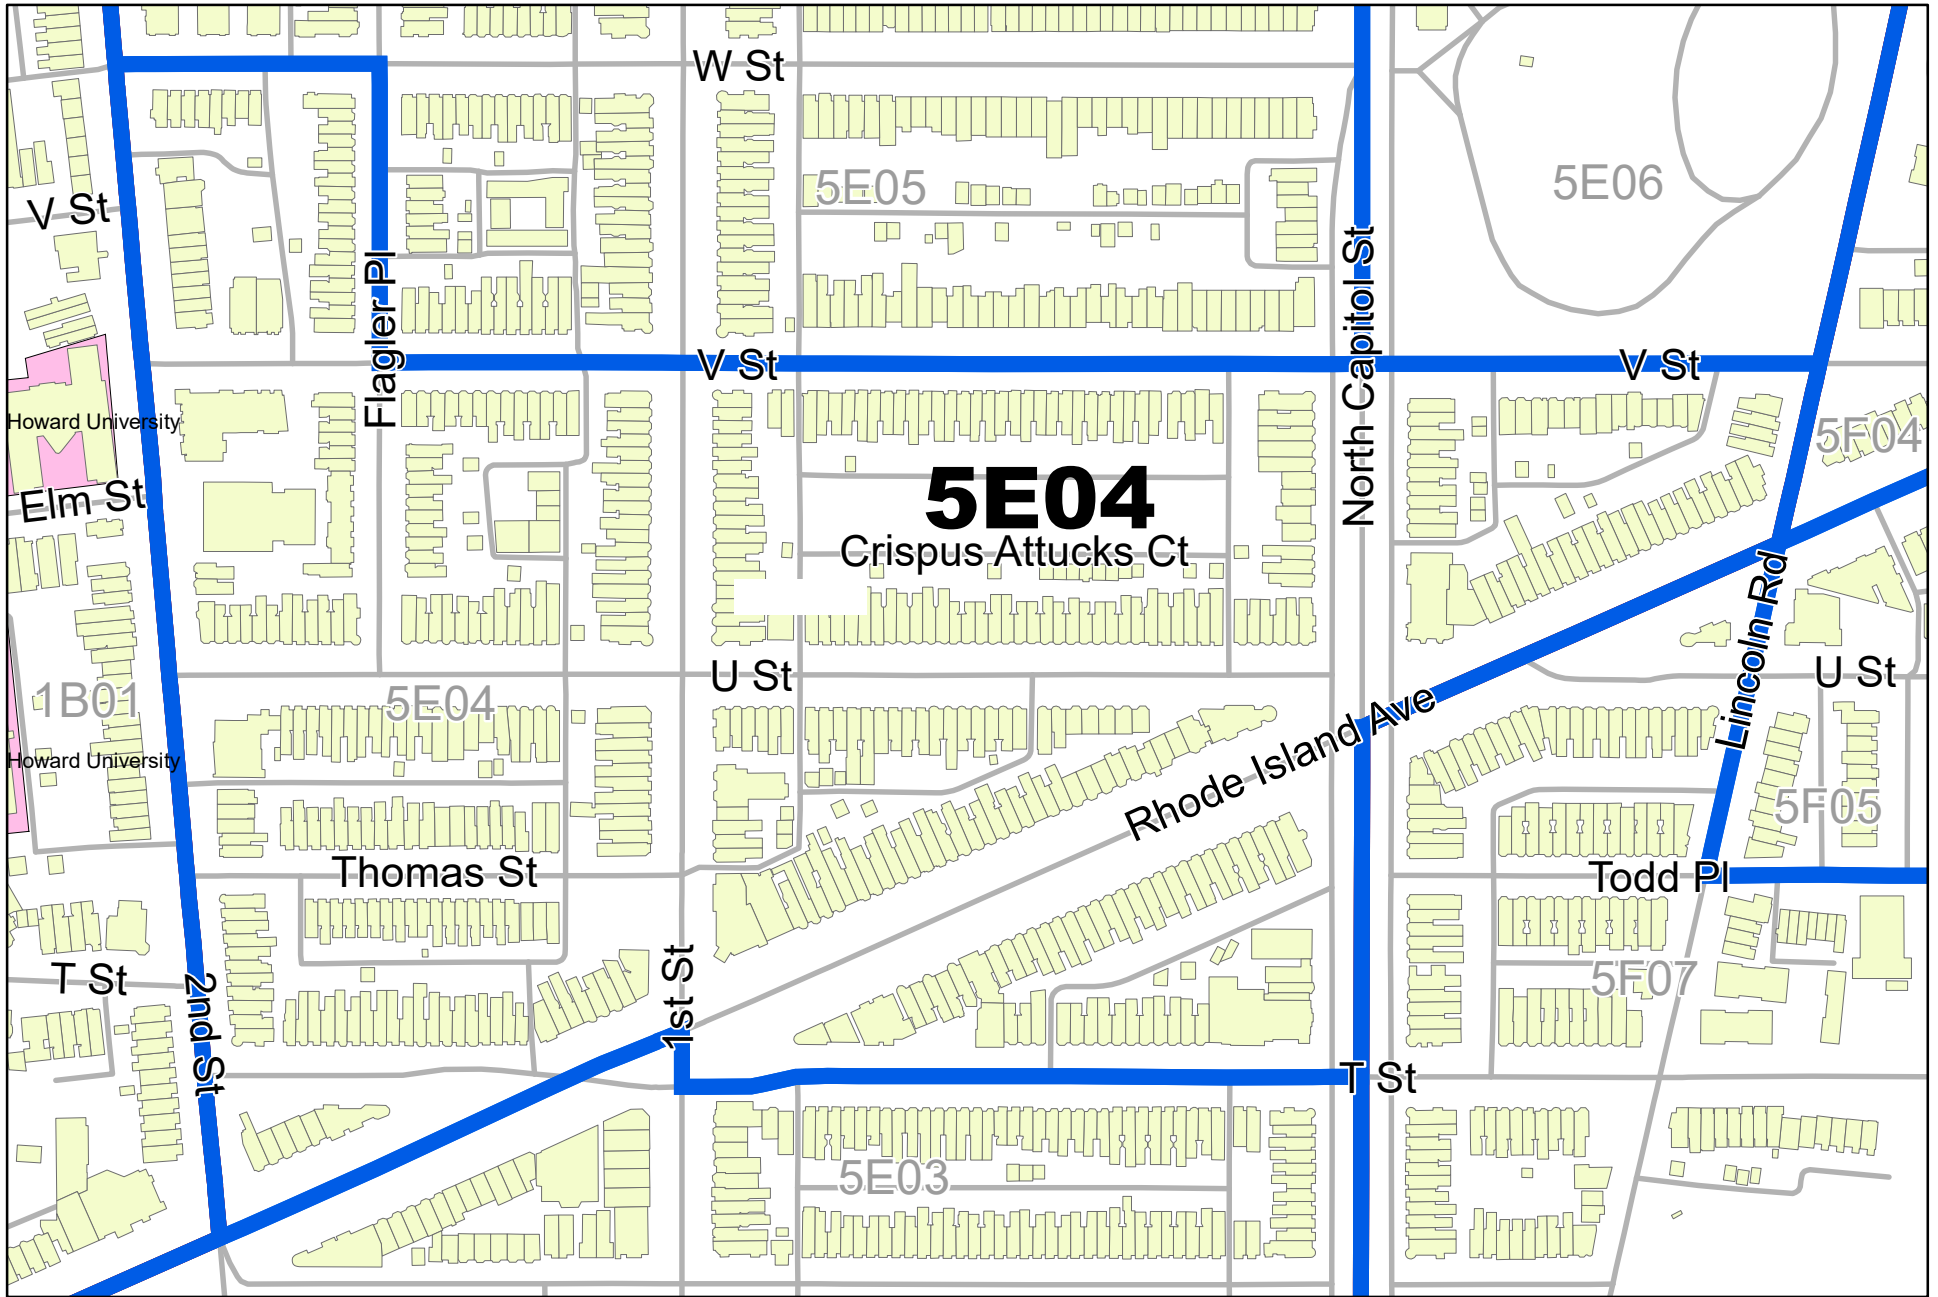 W St
5E05
5E06
V St
Flagler Pl
North Capitol St
V St
V St
Howard University
5F04
Elm St
5E04
Crispus Attucks Ct
Lincoln Rd
U St
U St
1B01
5E04
Rhode Island Ave
Howard University
5F05
Thomas St
Todd Pl
T St
2nd St
1st St
5F07
T St
5E03